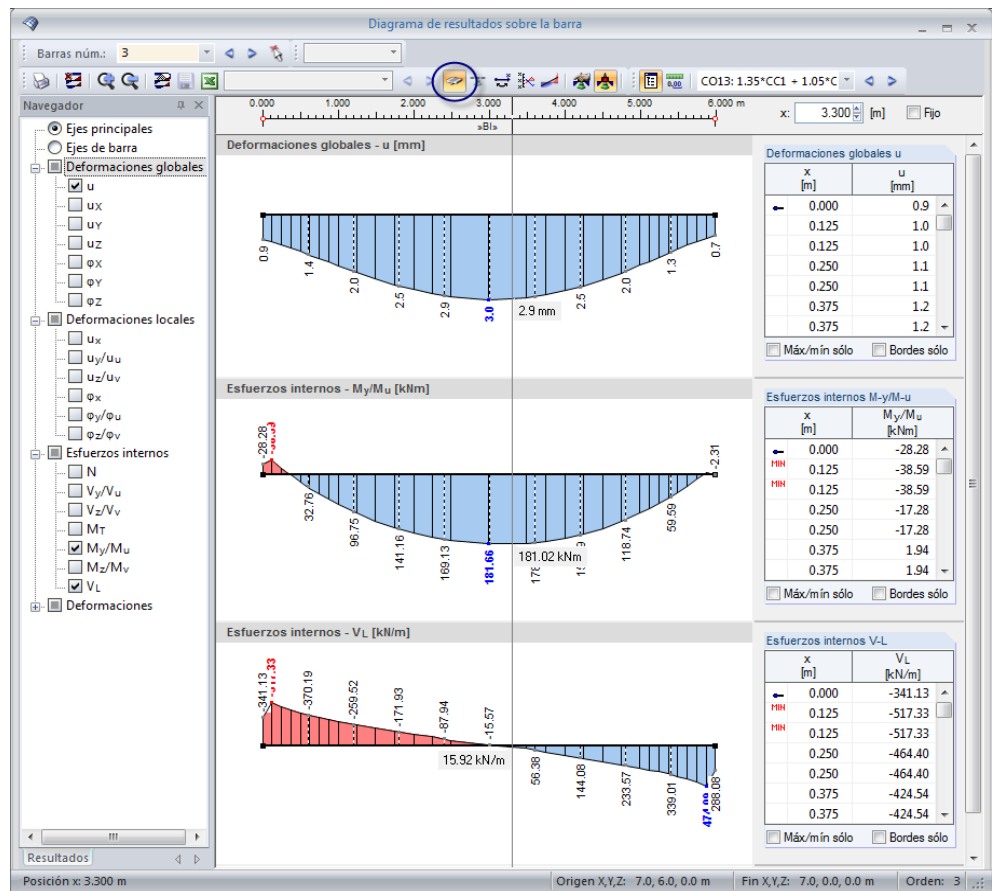 Diagrama de resultados sobre la barra
Barras núm.: 3
CO13: 1.35*CC1 + 1.05*C
Navegador
Ejes principales
Ejes de barra
Deformaciones globales
u
uX
uY
uZ
φX
φY
φZ
Deformaciones locales
ux
uy/uu
uz/uv
φx
φy/φu
φz/φv
Esfuerzos internos
N
Vy/Vu
Vz/Vv
MT
My/Mu
Mz/Mv
VL
Deformaciones
Resultados
0.000 1.000 2.000 3.000 4.000 5.000 6.000 m
»BI»
x: 3.300 [m] Fijo
Deformaciones globales - u [mm]
0.9 1.4 2.0 2.5 2.9 3.0 2.9 mm 2.5 2.0 1.3 0.7
Deformaciones globales u
x u
[m] [mm]
0.000 0.9
0.125 1.0
0.125 1.0
0.250 1.1
0.250 1.1
0.375 1.2
0.375 1.2
Máx/mín sólo Bordes sólo
Esfuerzos internos - My/Mu [kNm]
-28.28 32.76 96.75 141.16 169.13 181.66 181.02 kNm 118.74 59.59 -2.31
Esfuerzos internos M-y/M-u
x My/Mu
[m] [kNm]
0.000 -28.28
MIN 0.125 -38.59
MIN 0.125 -38.59
0.250 -17.28
0.250 -17.28
0.375 1.94
0.375 1.94
Máx/mín sólo Bordes sólo
Esfuerzos internos - VL [kN/m]
-341.13 -517.33 -370.19 -259.52 -171.93 -87.94 -15.57 15.92 kN/m 56.38 144.08 233.57 339.01 288.08
Esfuerzos internos V-L
x VL
[m] [kN/m]
0.000 -341.13
MIN 0.125 -517.33
MIN 0.125 -517.33
0.250 -464.40
0.250 -464.40
0.375 -424.54
0.375 -424.54
Máx/mín sólo Bordes sólo
Posición x: 3.300 m
Origen X,Y,Z: 7.0, 6.0, 0.0 m
Fin X,Y,Z: 7.0, 0.0, 0.0 m
Orden: 3